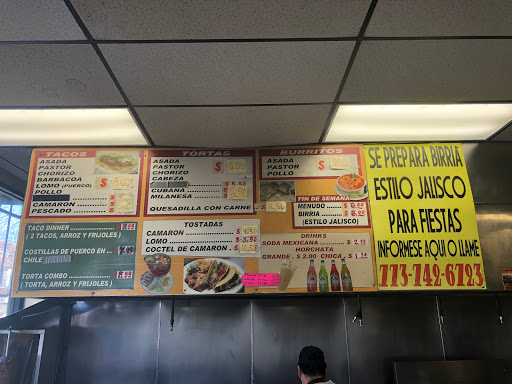 TACOS
ASADA
PASTOR
CHORIZO
BARBACOA
LOMO (PUERCO)
POLLO
CAMARON
PESCADO
TACO DINNER
( 2 TACOS, ARROZ Y FRIJOLES )
COSTILLAS DE PUERCO EN
CHILE
TORTA COMBO
( TORTA, ARROZ Y FRIJOLES )
TORTAS
ASADA
PASTOR
CHORIZO
CABEZA
CUBANA
MILANESA
QUESADILLA CON CARNE
TOSTADAS
CAMARON
LOMO
COCTEL DE CAMARON
BURRITOS
ASADA
PASTOR
POLLO
FIN DE SEMANA
MENUDO
BIRRIA
(ESTILO JALISCO)
DRINKS
SODA MEXICANA
HORCHATA
GRANDE . $ 2.00 CHICA
SE PREPARA BIRRIA
ESTILO JALISCO
PARA FIESTAS
INFORMESE AQUI O LLAME
773-742-6723